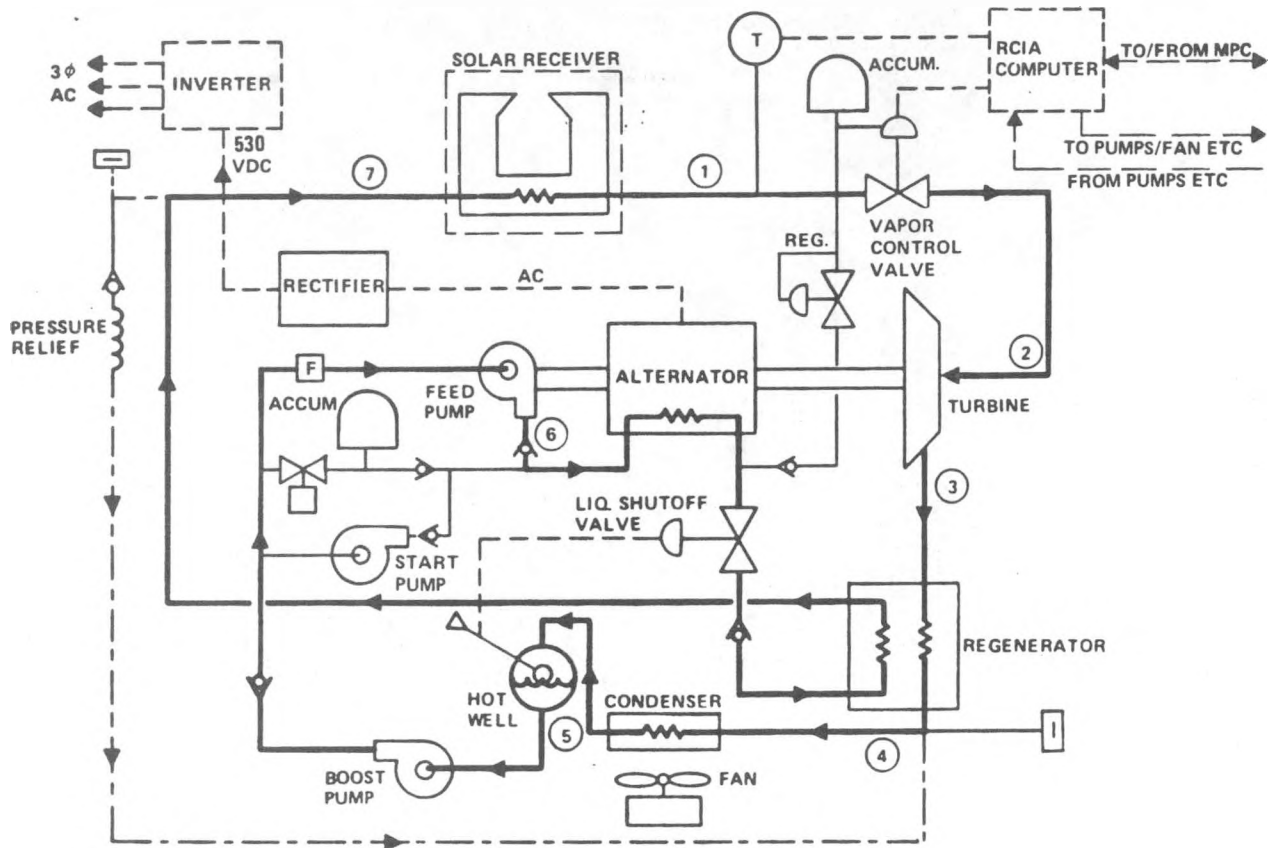 3φ
AC
INVERTER
530
VDC
SOLAR RECEIVER
T
ACCUM.
RCIA
COMPUTER
TO/FROM MPC
TO PUMPS/FAN ETC
FROM PUMPS ETC
7
1
VAPOR
CONTROL
VALVE
REG.
RECTIFIER
AC
PRESSURE
RELIEF
F
ACCUM
FEED
PUMP
ALTERNATOR
2
TURBINE
6
3
LIQ. SHUTOFF
VALVE
START
PUMP
REGENERATOR
HOT
WELL
5
CONDENSER
4
I
BOOST
PUMP
FAN